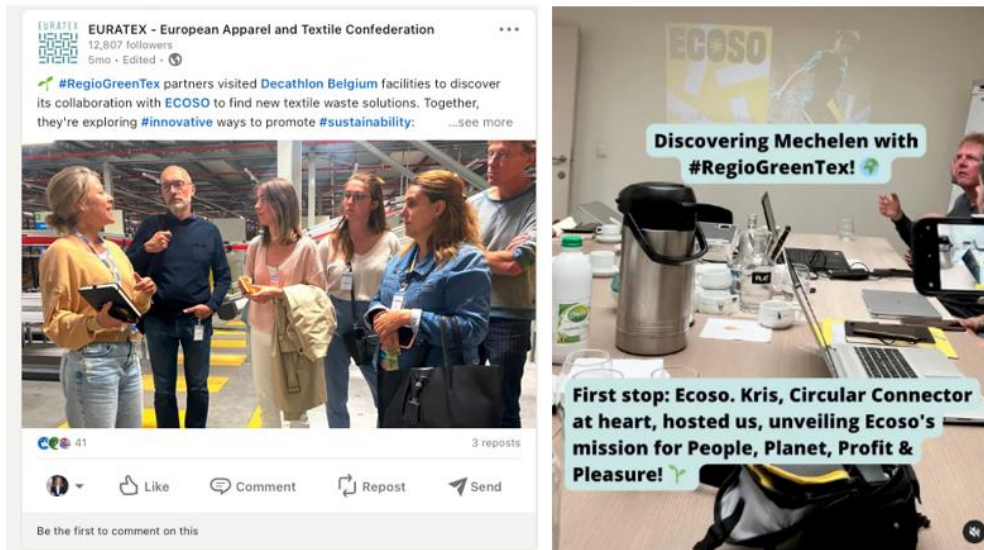 EURATEX
EURATEX - European Apparel and Textile Confederation
12,807 followers
5mo • Edited •
#RegioGreenTex partners visited Decathlon Belgium facilities to discover
its collaboration with ECOSO to find new textile waste solutions. Together,
they're exploring #innovative ways to promote #sustainability: ...see more
41
3 reposts
Like
Comment
Repost
Send
Be the first to comment on this
ECOSO
Discovering Mechelen with
#RegioGreenTex!
First stop: Ecoso. Kris, Circular Connector
at heart, hosted us, unveiling Ecoso's
mission for People, Planet, Profit &
Pleasure!